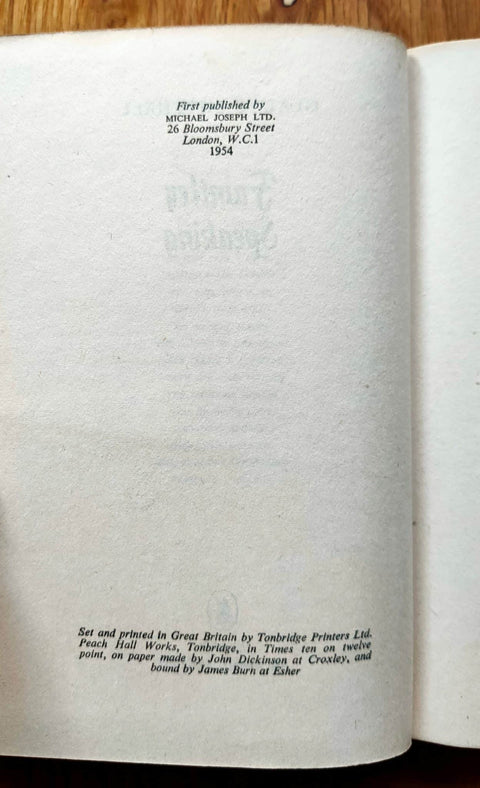 First published by
MICHAEL JOSEPH LTD.
26 Bloomsbury Street
London, W.C.1
1954
Set and printed in Great Britain by Tonbridge Printers Ltd.
Peach Hall Works, Tonbridge, in Times ten on twelve
point, on paper made by John Dickinson at Croxley, and
bound by James Burn at Esher